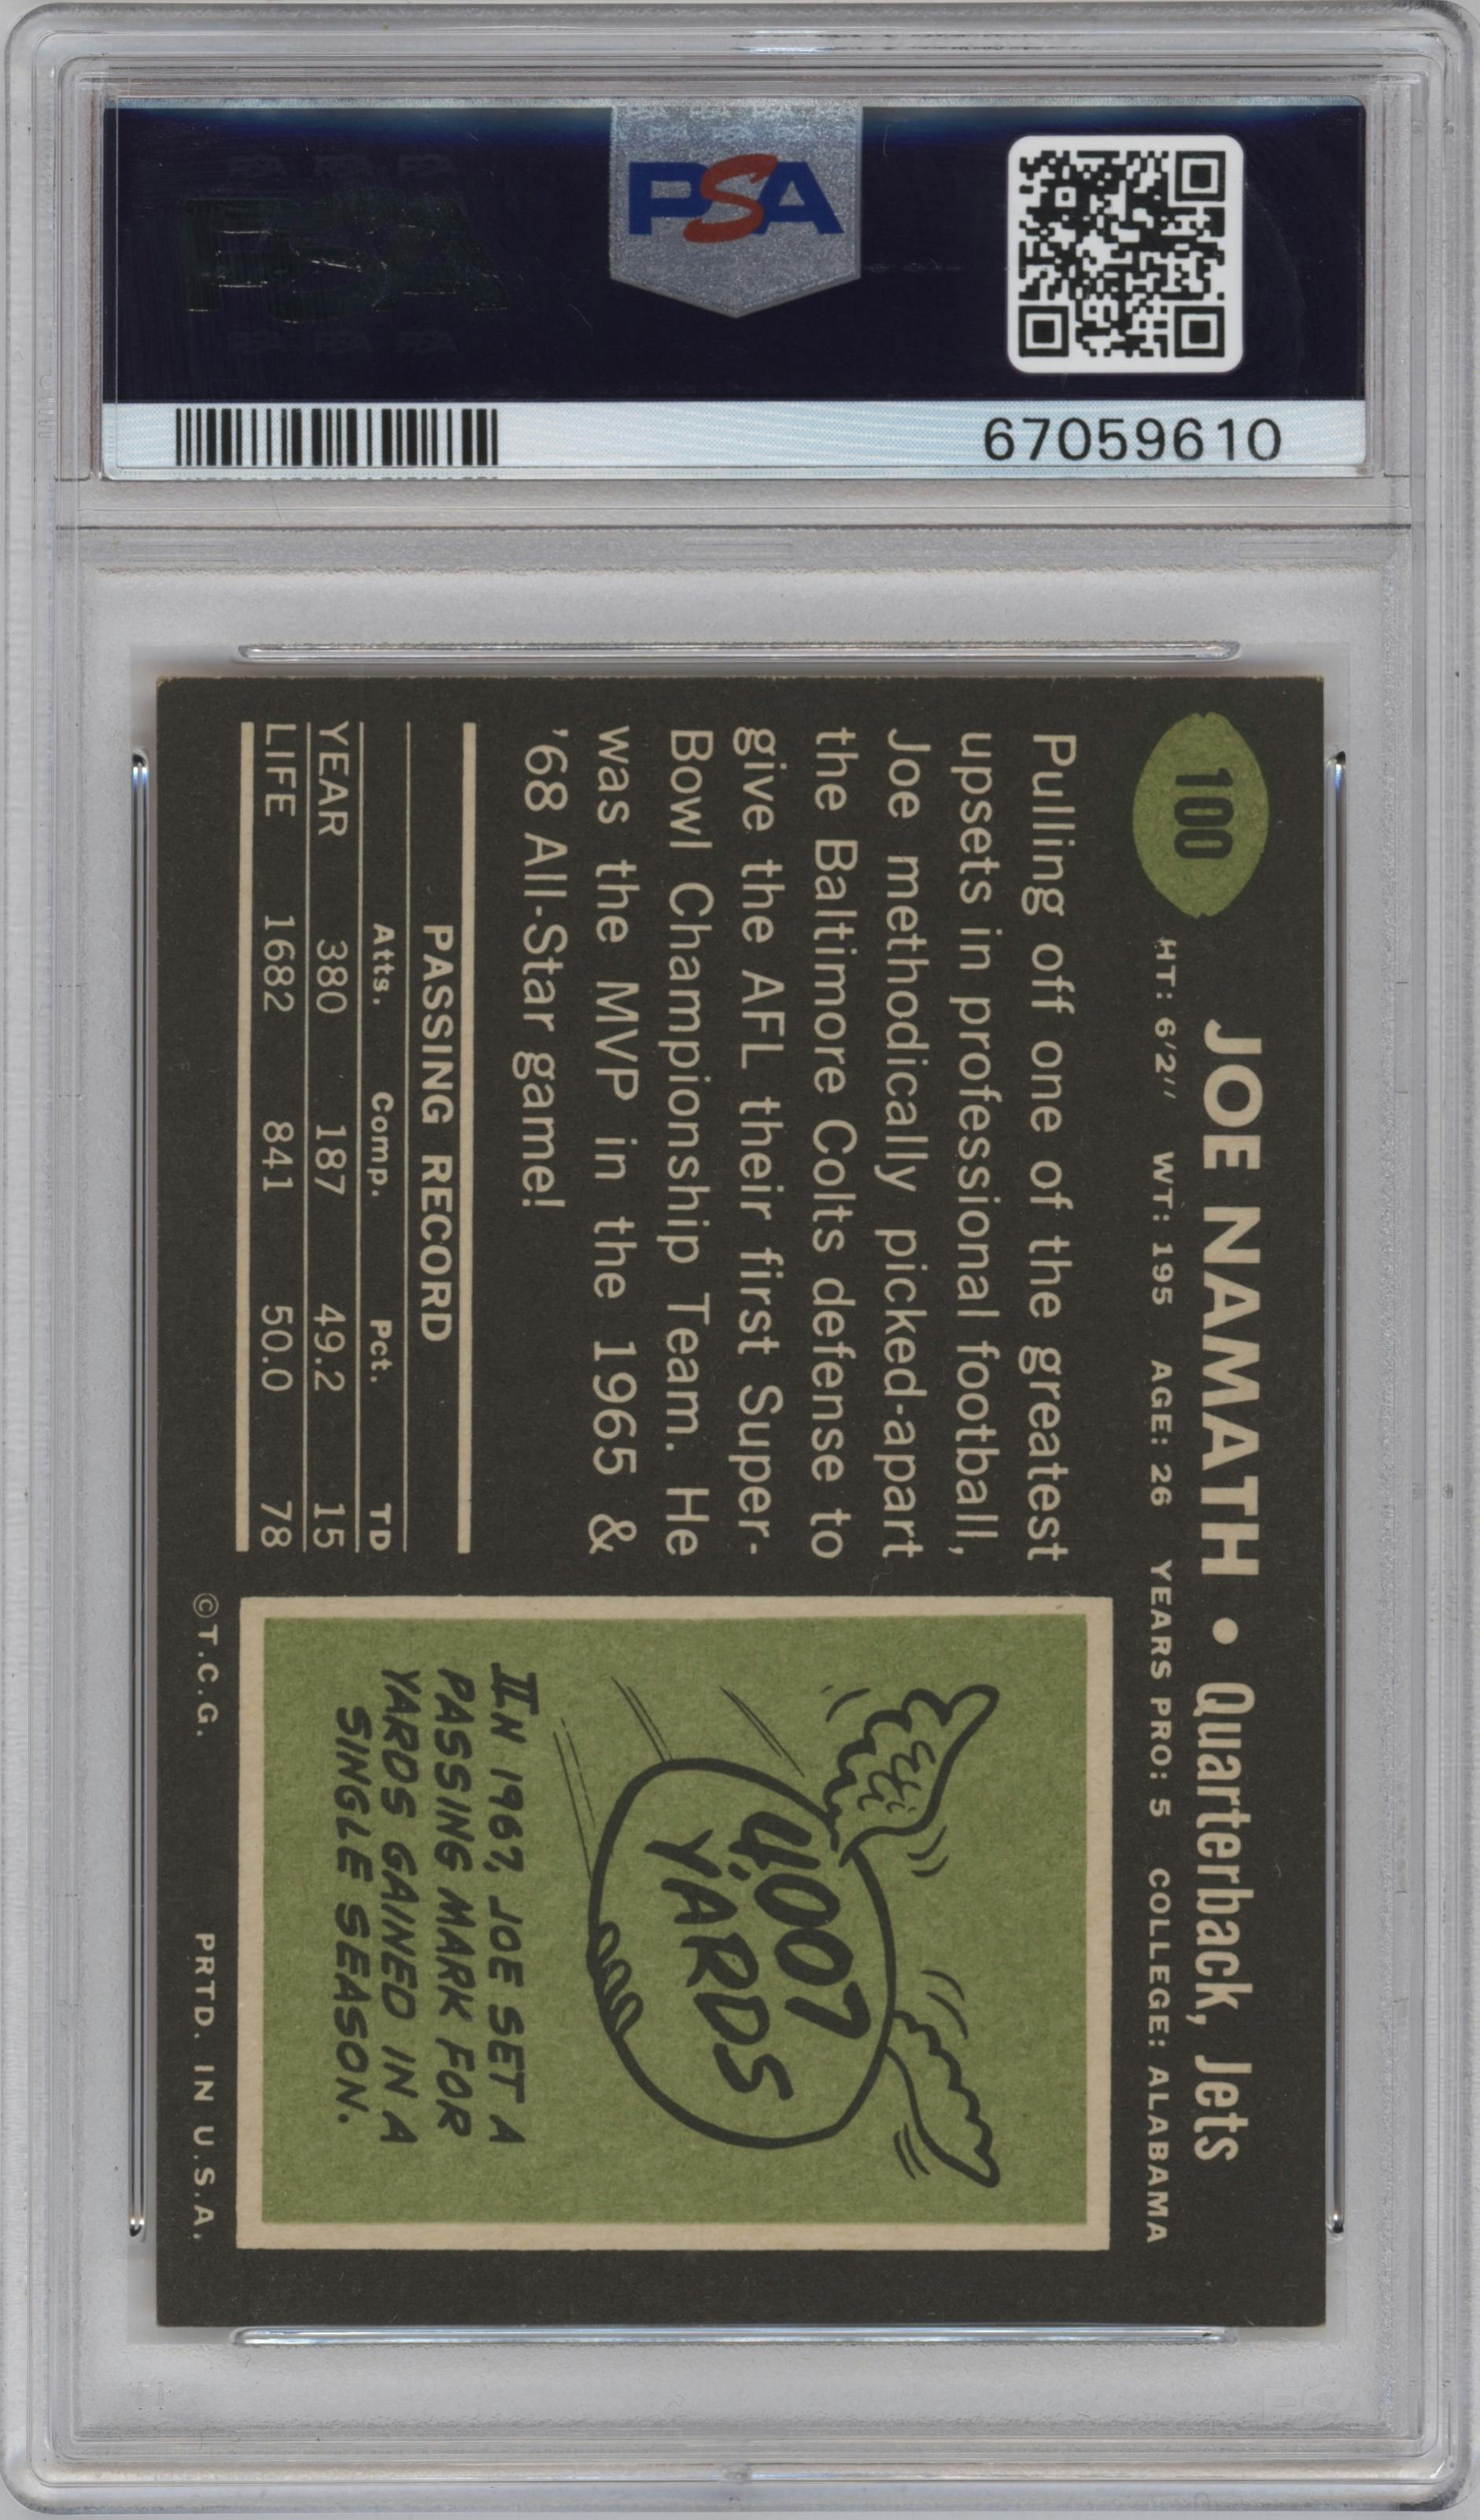 PSA
67059610
100
JOE NAMATH • Quarterback, Jets
HT: 6'2'' WT: 195 AGE: 26 YEARS PRO: 5 COLLEGE: ALABAMA
Pulling off one of the greatest
upsets in professional football,
Joe methodically picked-apart
the Baltimore Colts defense to
give the AFL their first Super-
Bowl Championship Team. He
was the MVP in the 1965 &
'68 All-Star game!
PASSING RECORD
Atts. Comp. Pct. TD
YEAR 380 187 49.2 15
LIFE 1682 841 50.0 78
4,007
YARDS
IN 1967, JOE SET A
PASSING MARK FOR
YARDS GAINED IN A
SINGLE SEASON.
© T.C.G. PRTD. IN U.S.A.